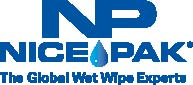 NP
NICE PAK®
The Global Wet Wipe Experts